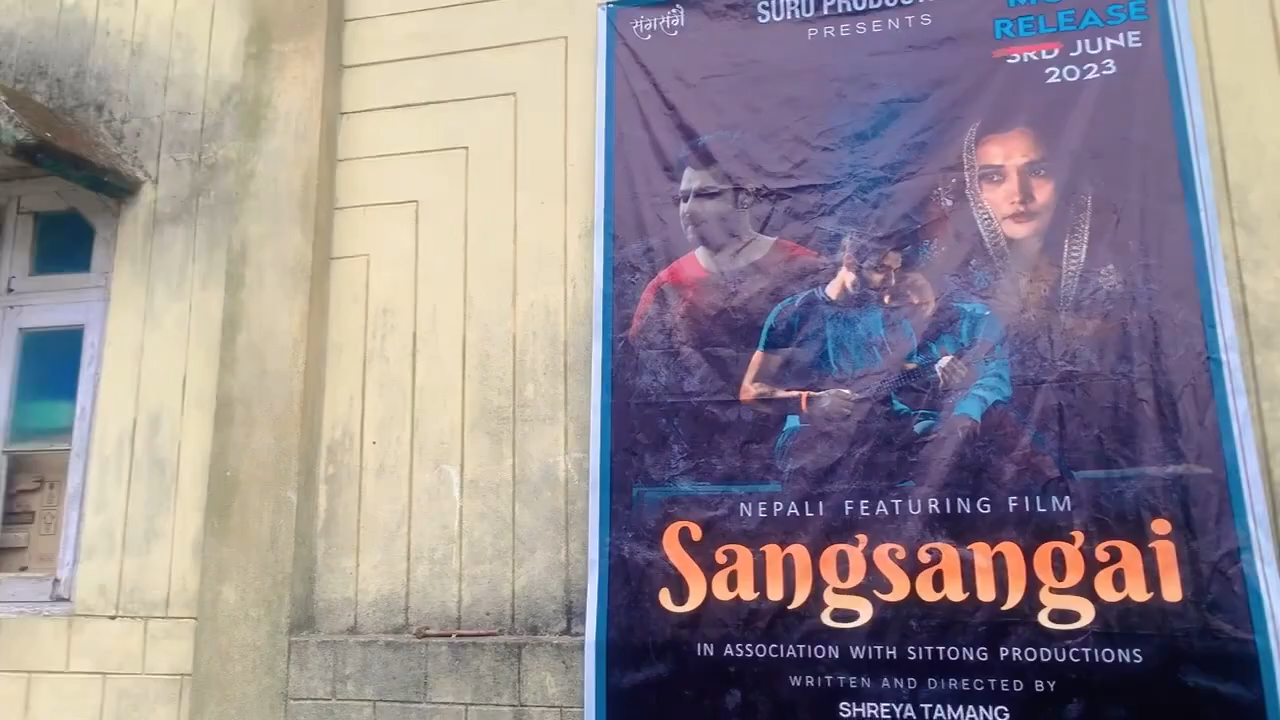 संगसंगै
SURU
PRESENTS
RELEASE
3RD JUNE
2023
NEPALI FEATURING FILM
Sangsangai
IN ASSOCIATION WITH SITTONG PRODUCTIONS
WRITTEN AND DIRECTED BY
SHREYA TAMANG